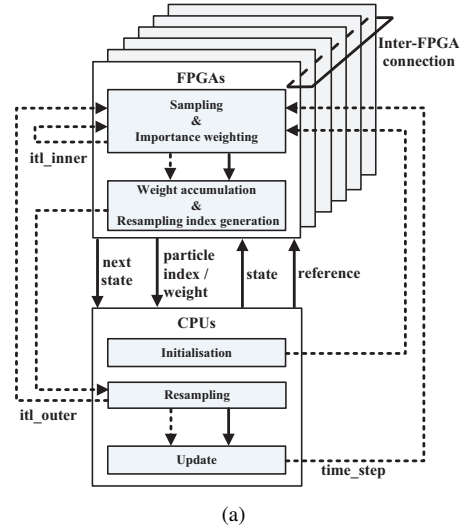 Inter-FPGA
connection
FPGAs
Sampling
&
Importance weighting
itl_inner
Weight accumulation
&
Resampling index generation
next
state
particle
index /
weight
state
reference
CPUs
Initialisation
Resampling
itl_outer
Update
time_step
(a)